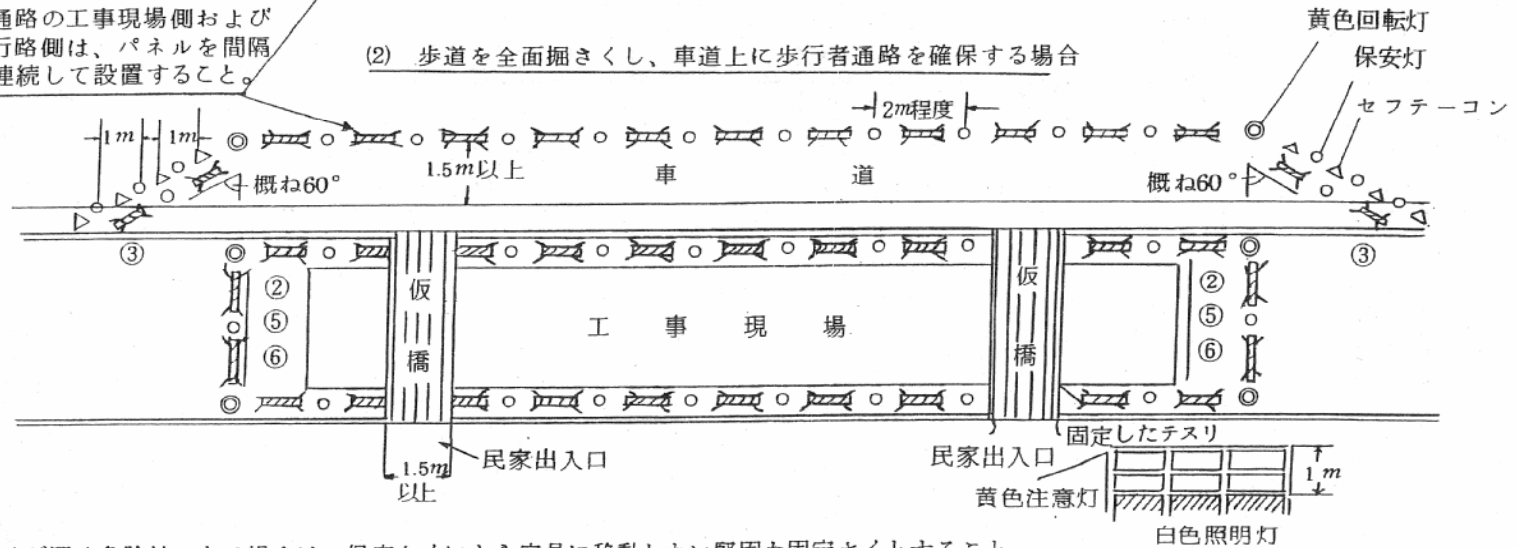 通路の工事現場側および
行路側は、パネルを間隔
連続して設置すること。
(2) 歩道を全面掘さくし、車道上に歩行者通路を確保する場合
黄色回転灯
保安灯
セフテーコン
2m程度
1m
1m
1.5m以上
車道
概ね60°
概ね60°
③
③
②
⑤
⑥
仮橋
工事現場
仮橋
②
⑤
⑥
1.5m
以上
民家出入口
民家出入口
固定したテスリ
黄色注意灯
1m
白色照明灯